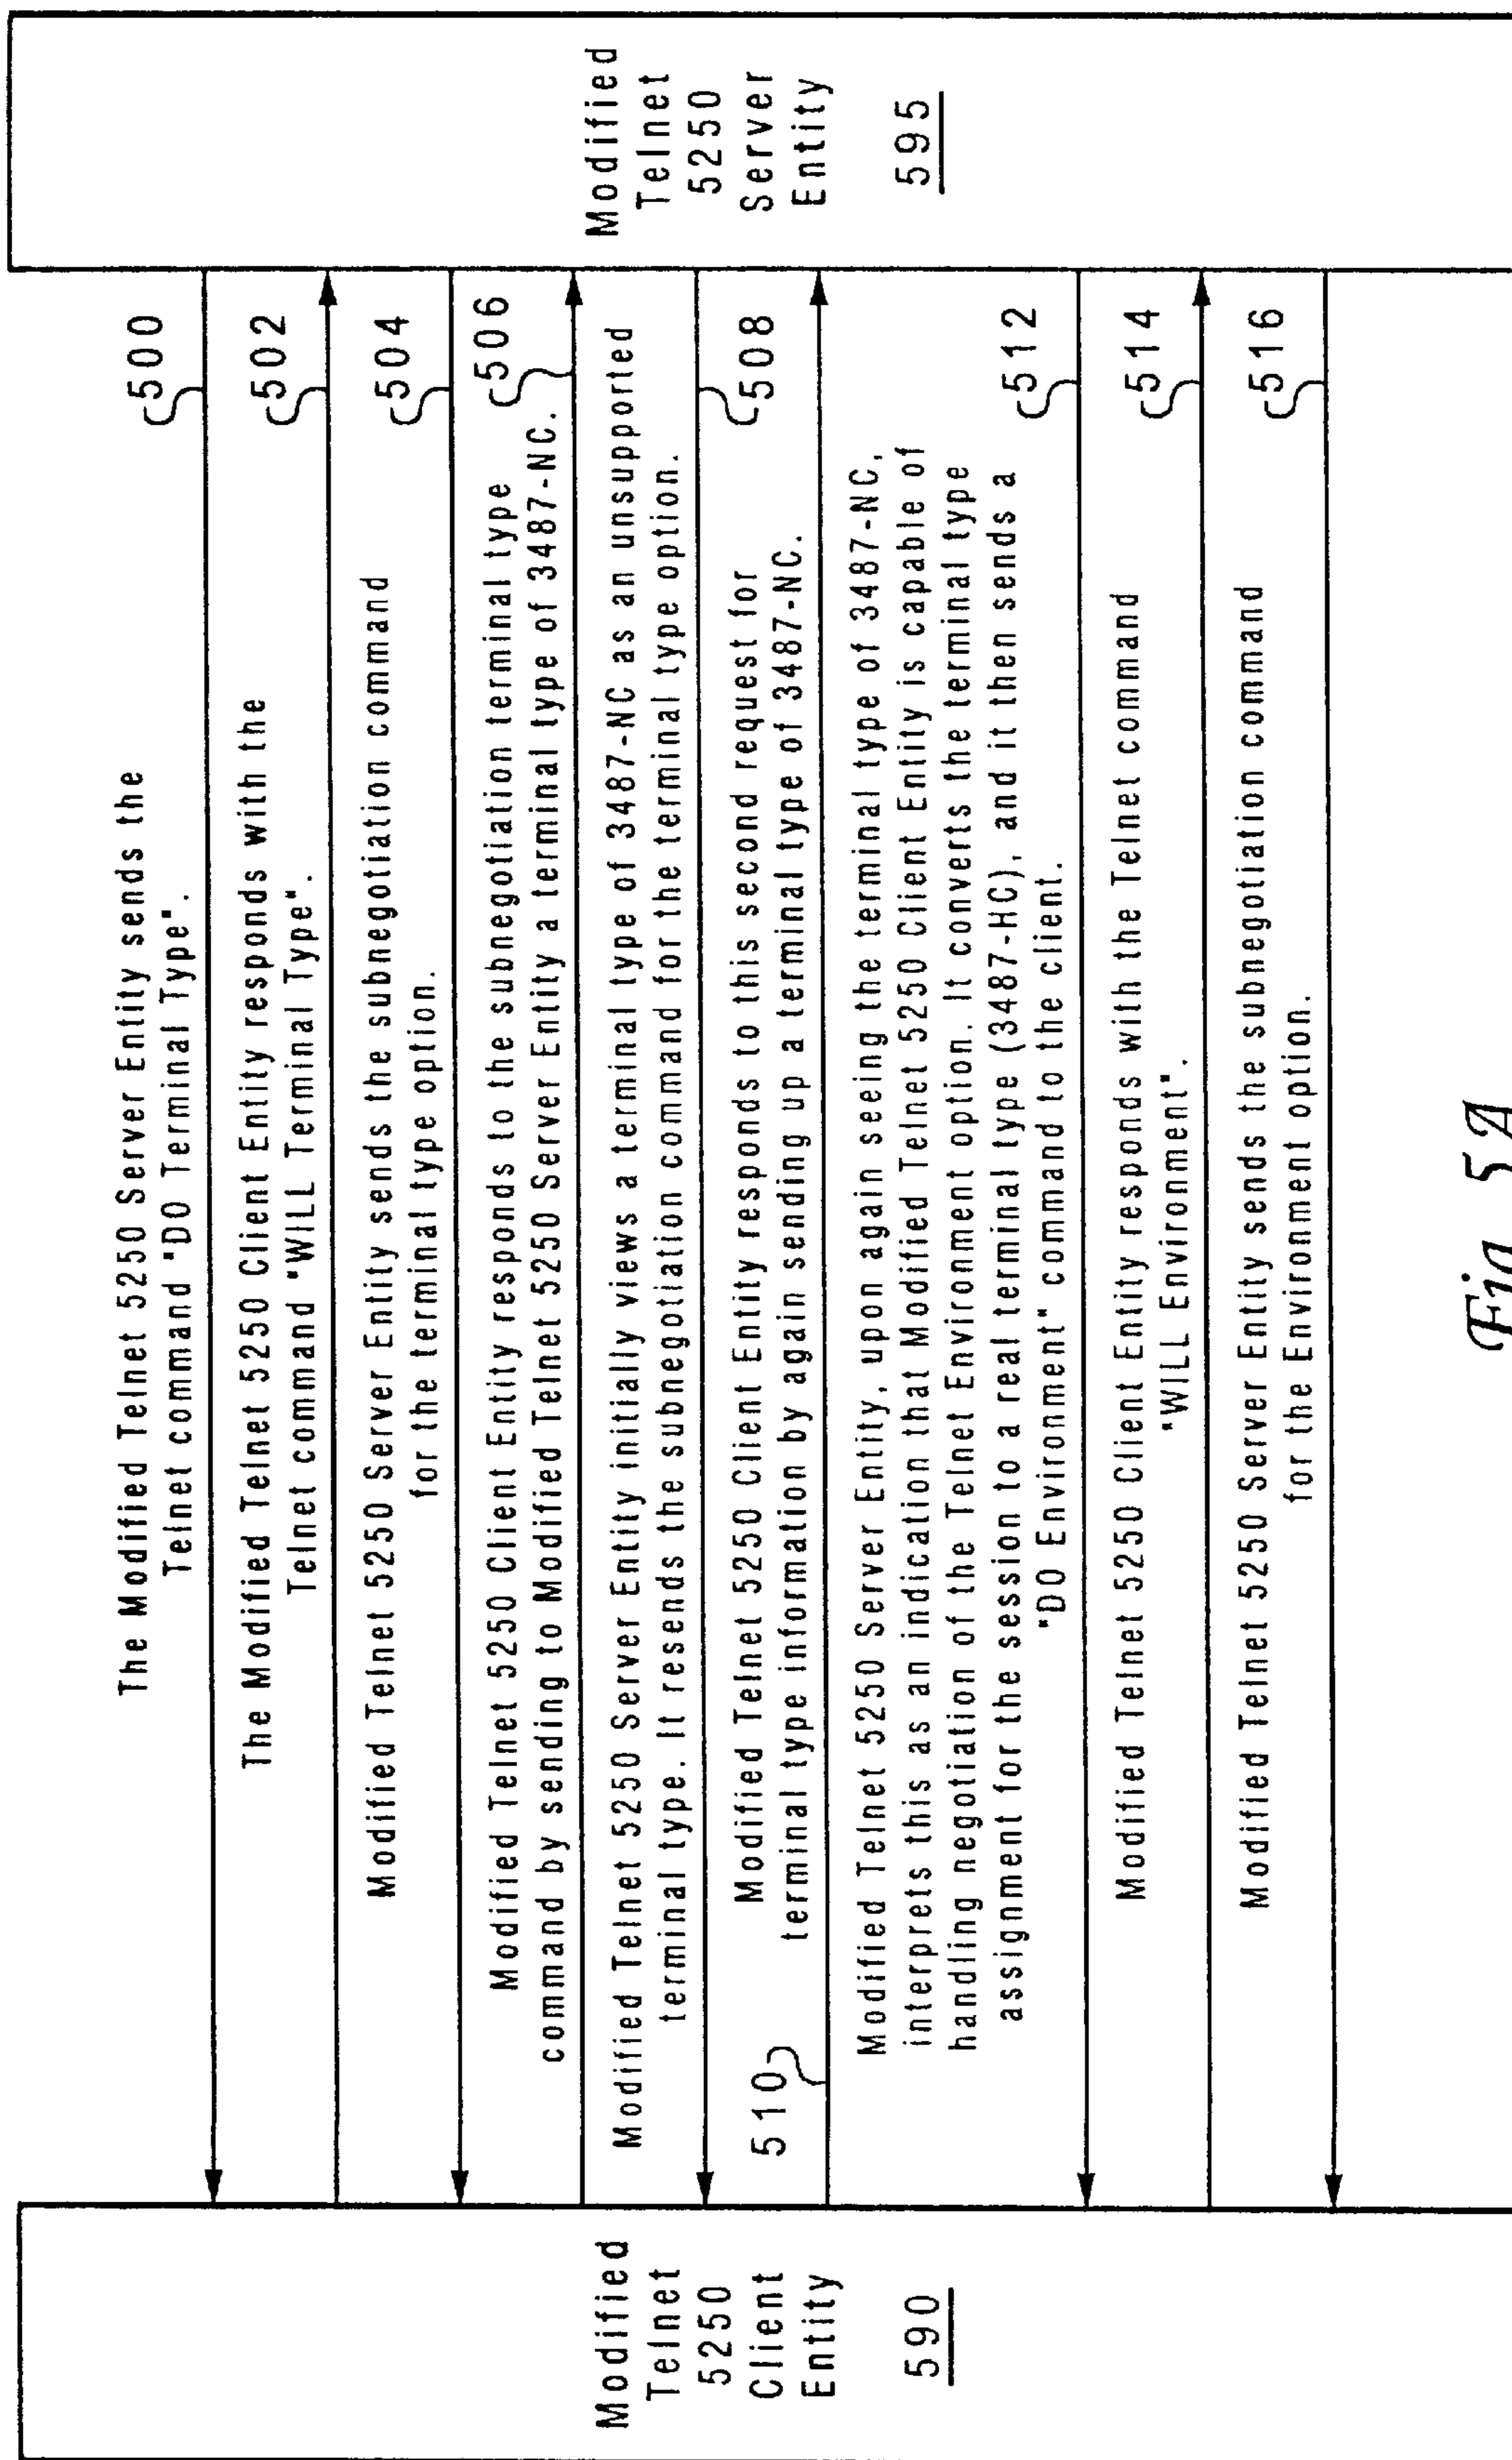 Modified
Telnet
5250
Client
Entity
590
The Modified Telnet 5250 Server Entity sends the
Telnet command "DO Terminal Type".
500
The Modified Telnet 5250 Client Entity responds with the
Telnet command "WILL Terminal Type".
502
Modified Telnet 5250 Server Entity sends the subnegotiation command
for the terminal type option.
504
Modified Telnet 5250 Client Entity responds to the subnegotiation terminal type
command by sending to Modified Telnet 5250 Server Entity a terminal type of 3487-NC.
506
Modified Telnet 5250 Server Entity initially views a terminal type of 3487-NC as an unsupported
terminal type. It resends the subnegotiation command for the terminal type option.
508
Modified Telnet 5250 Client Entity responds to this second request for
terminal type information by again sending up a terminal type of 3487-NC.
510
Modified Telnet 5250 Server Entity, upon again seeing the terminal type of 3487-NC,
interprets this as an indication that Modified Telnet 5250 Client Entity is capable of
handling negotiation of the Telnet Environment option. It converts the terminal type
assignment for the session to a real terminal type (3487-HC), and it then sends a
"DO Environment" command to the client.
512
Modified Telnet 5250 Client Entity responds with the Telnet command
"WILL Environment".
514
Modified Telnet 5250 Server Entity sends the subnegotiation command
for the Environment option.
516
Modified
Telnet
5250
Server
Entity
595
Fig. 5A